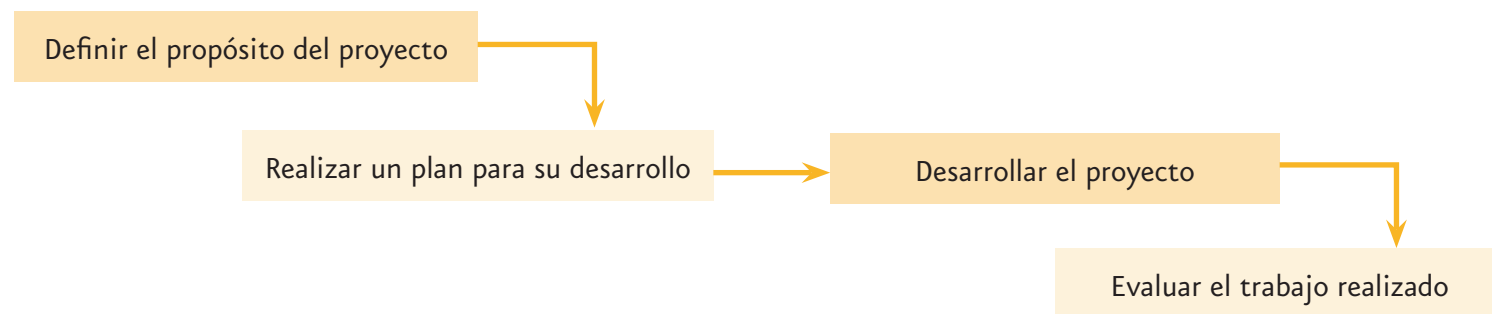 Definir el propósito del proyecto
Realizar un plan para su desarrollo
Desarrollar el proyecto
Evaluar el trabajo realizado